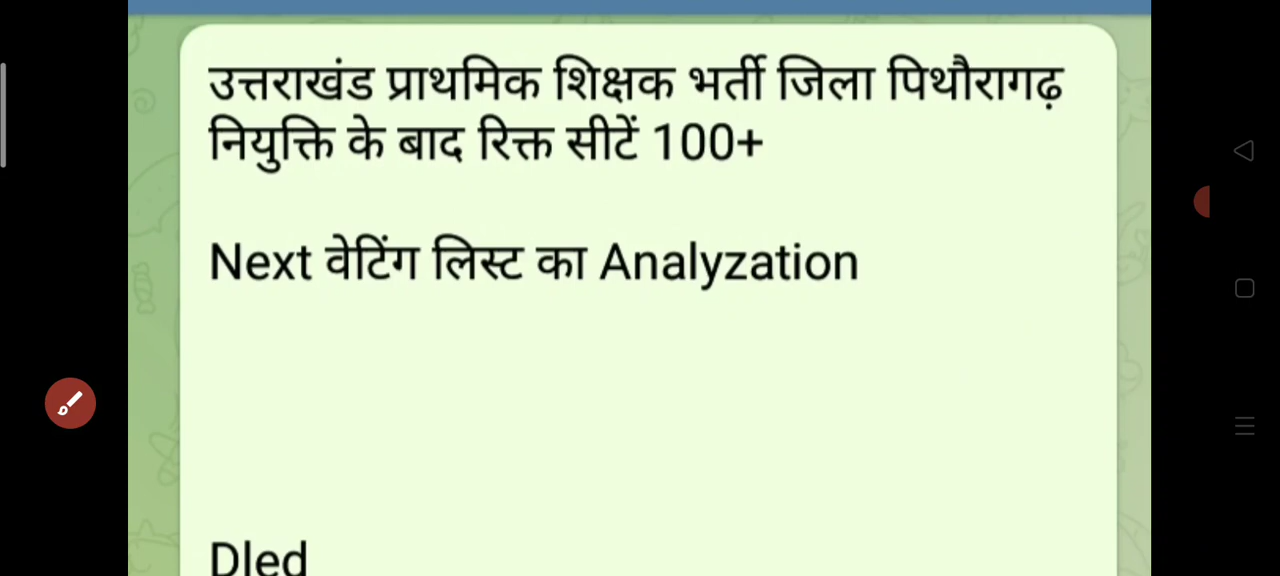 उत्तराखंड प्राथमिक शिक्षक भर्ती जिला पिथौरागढ़
नियुक्ति के बाद रिक्त सीटें 100+
Next वेटिंग लिस्ट का Analyzation
Dled